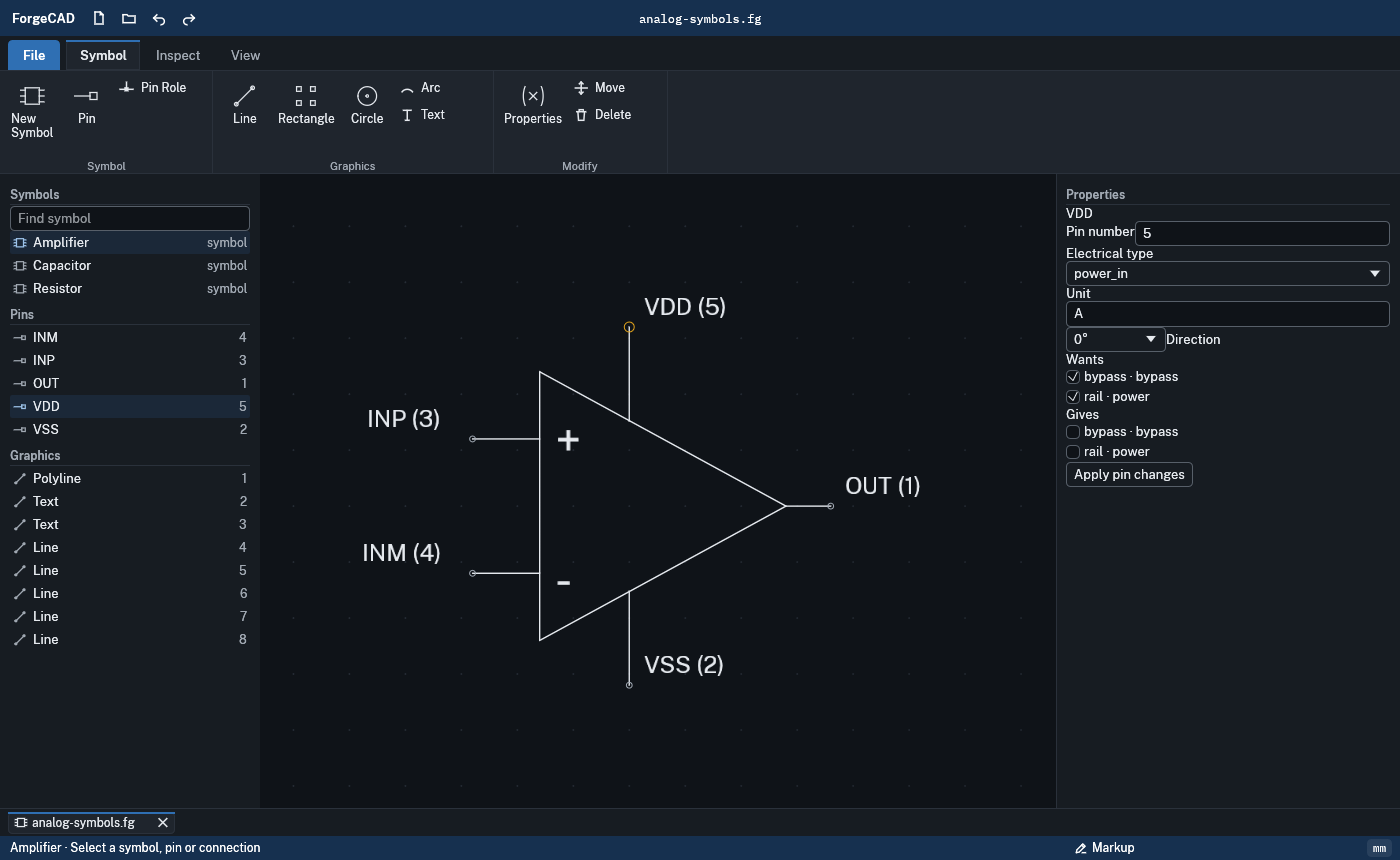 ForgeCAD
analog-symbols.fg
File
Symbol
Inspect
View
New
Symbol
Pin
Pin Role
Symbol
Line
Rectangle
Circle
Arc
Text
Graphics
Properties
Move
Delete
Modify
Symbols
Find symbol
Amplifier symbol
Capacitor symbol
Resistor symbol
Pins
INM 4
INP 3
OUT 1
VDD 5
VSS 2
Graphics
Polyline 1
Text 2
Text 3
Line 4
Line 5
Line 6
Line 7
Line 8
VDD (5)
INP (3)
+
OUT (1)
INM (4)
-
VSS (2)
Properties
VDD
Pin number 5
Electrical type
power_in
Unit
A
0° Direction
Wants
bypass · bypass
rail · power
Gives
bypass · bypass
rail · power
Apply pin changes
analog-symbols.fg
Amplifier · Select a symbol, pin or connection
Markup
mm